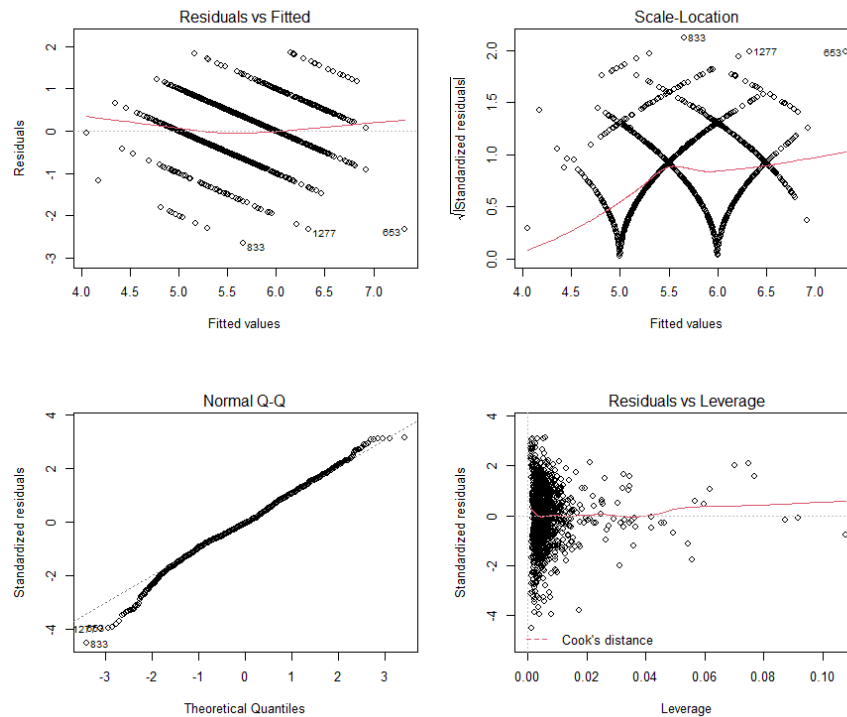 Residuals vs Fitted
Residuals
2
1
0
-1
-2
-3
833
1277
653
4.0 4.5 5.0 5.5 6.0 6.5 7.0
Fitted values
Scale-Location
√|Standardized residuals|
2.0
1.5
1.0
0.5
0.0
833
1277
653
4.0 4.5 5.0 5.5 6.0 6.5 7.0
Fitted values
Normal Q-Q
Standardized residuals
4
2
0
-2
-4
833
-3 -2 -1 0 1 2 3
Theoretical Quantiles
Residuals vs Leverage
Standardized residuals
4
2
0
-2
-4
Cook's distance
0.00 0.02 0.04 0.06 0.08 0.10
Leverage